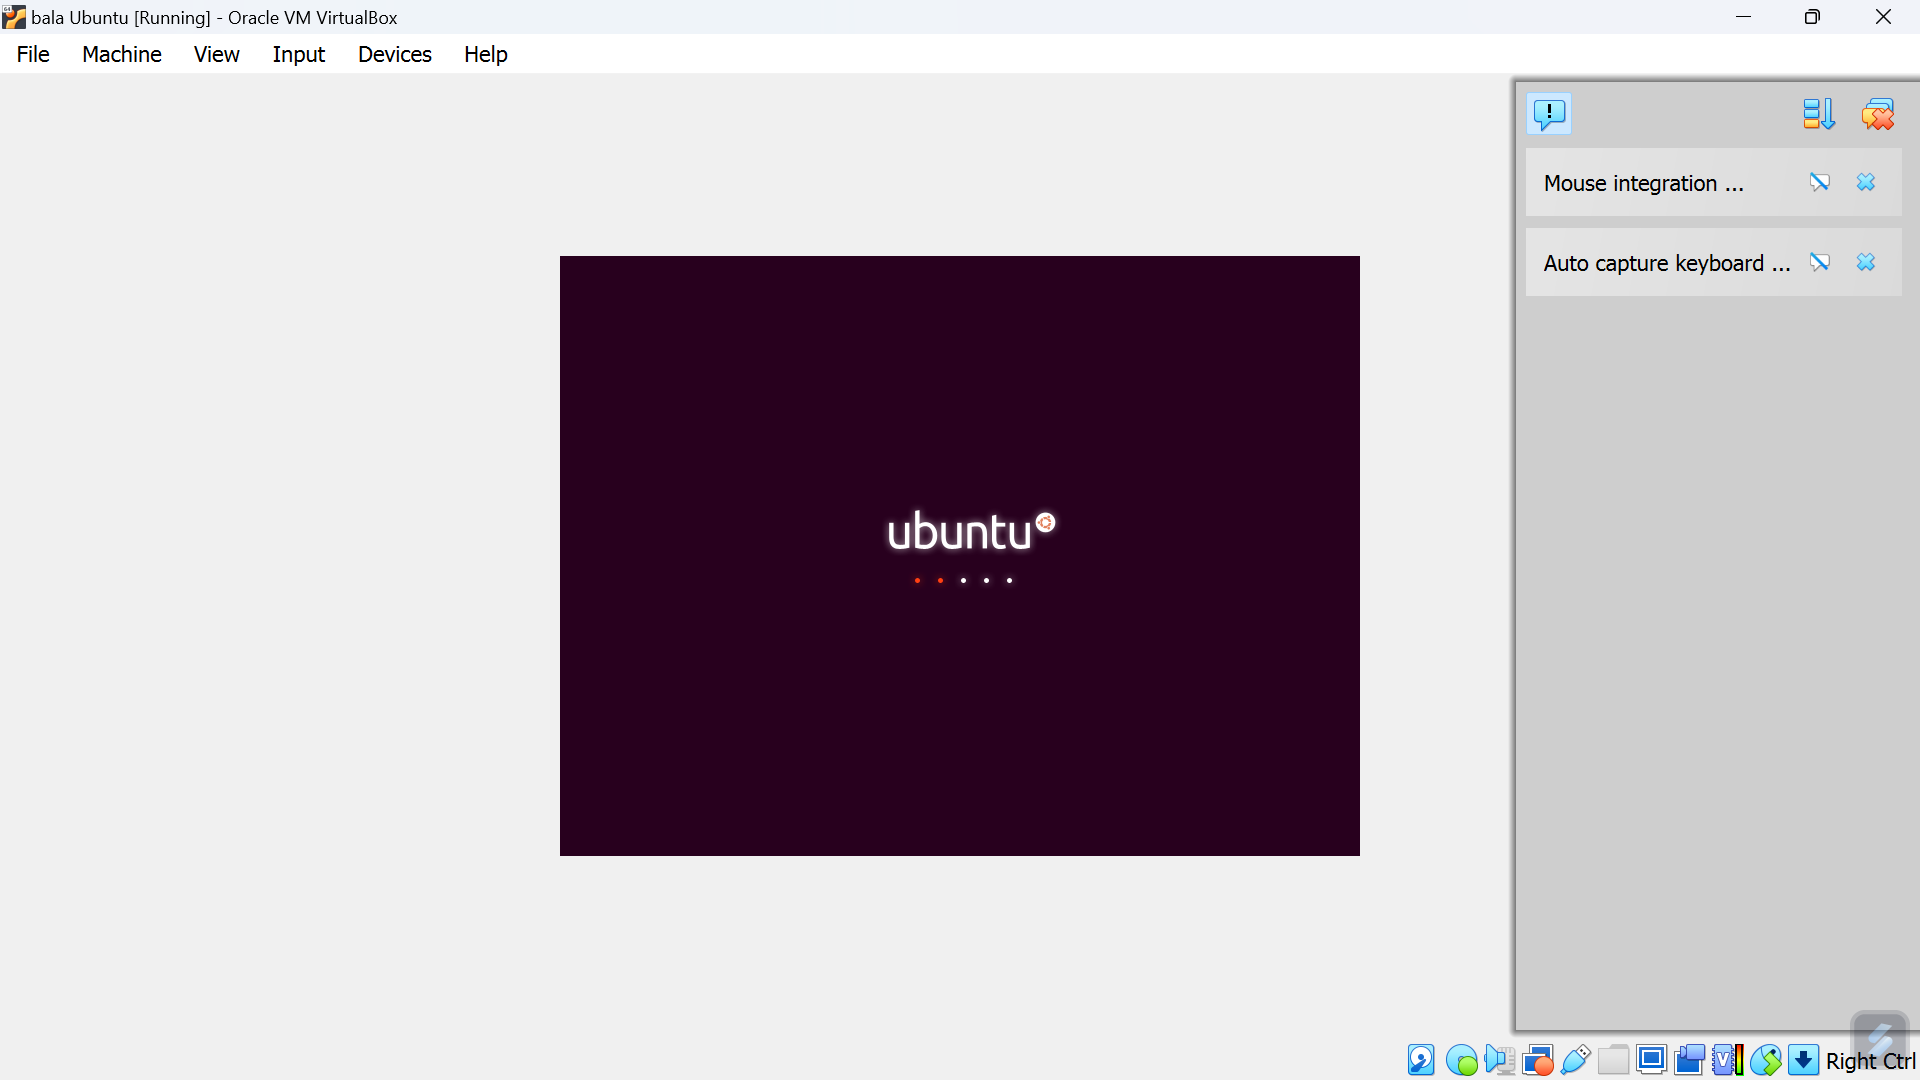 bala Ubuntu [Running] - Oracle VM VirtualBox
File Machine View Input Devices Help
Mouse integration ...
Auto capture keyboard ...
ubuntu
Right Ctrl